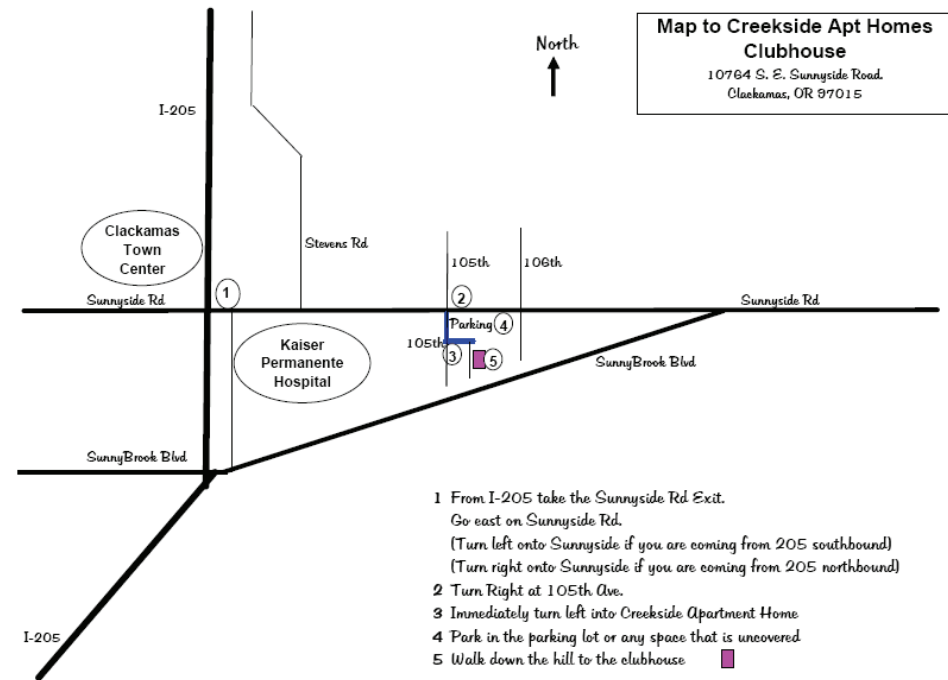 Map to Creekside Apt Homes
Clubhouse
10764 S. E. Sunnyside Road.
Clackamas, OR 97015
North
I-205
Clackamas
Town
Center
Stevens Rd
105th
106th
1
2
Sunnyside Rd
Sunnyside Rd
Parking
4
105th
3
5
Kaiser
Permanente
Hospital
SunnyBrook Blvd
SunnyBrook Blvd
I-205
1 From I-205 take the Sunnyside Rd Exit.
Go east on Sunnyside Rd.
(Turn left onto Sunnyside if you are coming from 205 southbound)
(Turn right onto Sunnyside if you are coming from 205 northbound)
2 Turn Right at 105th Ave.
3 Immediately turn left into Creekside Apartment Home
4 Park in the parking lot or any space that is uncovered
5 Walk down the hill to the clubhouse